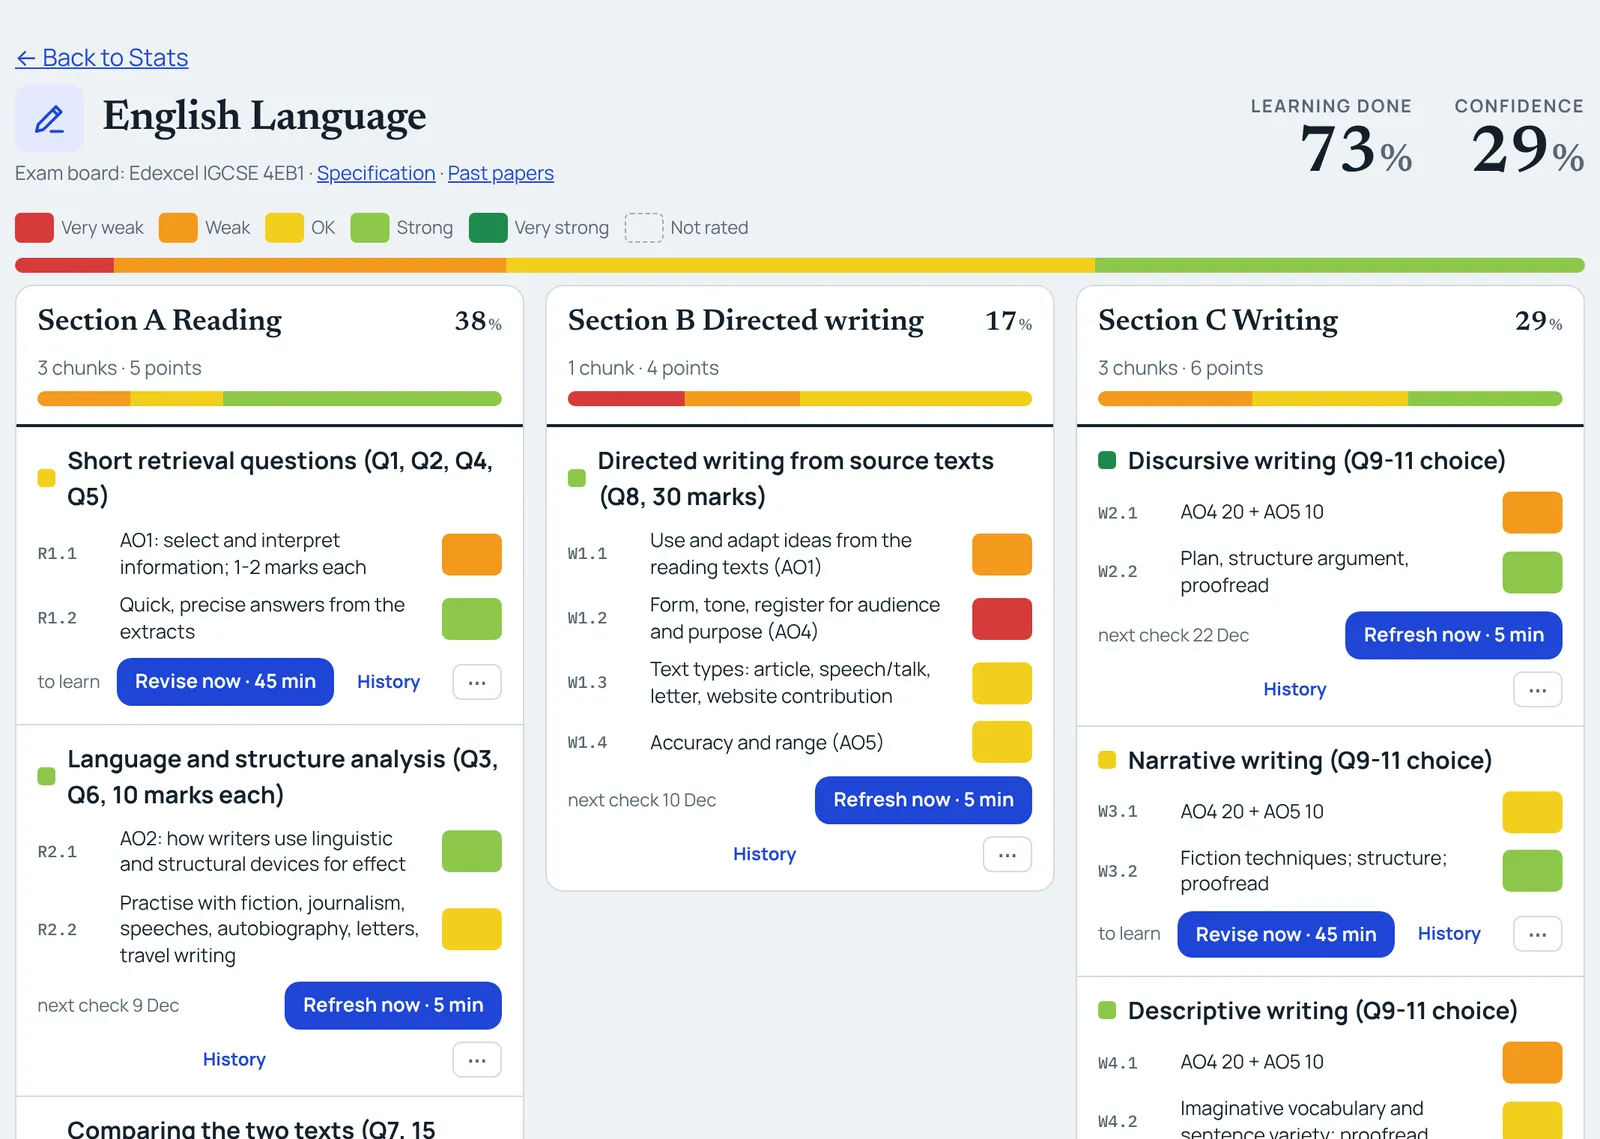 ← Back to Stats
English Language
Exam board: Edexcel IGCSE 4EB1 · Specification · Past papers
LEARNING DONE
73%
CONFIDENCE
29%
Very weak
Weak
OK
Strong
Very strong
Not rated
Section A Reading
38%
3 chunks · 5 points
Short retrieval questions (Q1, Q2, Q4,
Q5)
R1.1
AO1: select and interpret
information; 1-2 marks each
R1.2
Quick, precise answers from the
extracts
to learn
Revise now · 45 min
History
...
Language and structure analysis (Q3,
Q6, 10 marks each)
R2.1
AO2: how writers use linguistic
and structural devices for effect
R2.2
Practise with fiction, journalism,
speeches, autobiography, letters,
travel writing
next check 9 Dec
Refresh now · 5 min
History
...
Comparing the two texts (Q7, 15
Section B Directed writing
17%
1 chunk · 4 points
Directed writing from source texts
(Q8, 30 marks)
W1.1
Use and adapt ideas from the
reading texts (AO1)
W1.2
Form, tone, register for audience
and purpose (AO4)
W1.3
Text types: article, speech/talk,
letter, website contribution
W1.4
Accuracy and range (AO5)
next check 10 Dec
Refresh now · 5 min
History
...
Section C Writing
29%
3 chunks · 6 points
Discursive writing (Q9-11 choice)
W2.1
AO4 20 + AO5 10
W2.2
Plan, structure argument,
proofread
next check 22 Dec
Refresh now · 5 min
History
...
Narrative writing (Q9-11 choice)
W3.1
AO4 20 + AO5 10
W3.2
Fiction techniques; structure;
proofread
to learn
Revise now · 45 min
History
...
Descriptive writing (Q9-11 choice)
W4.1
AO4 20 + AO5 10
W4.2
Imaginative vocabulary and
sentence variety; proofread